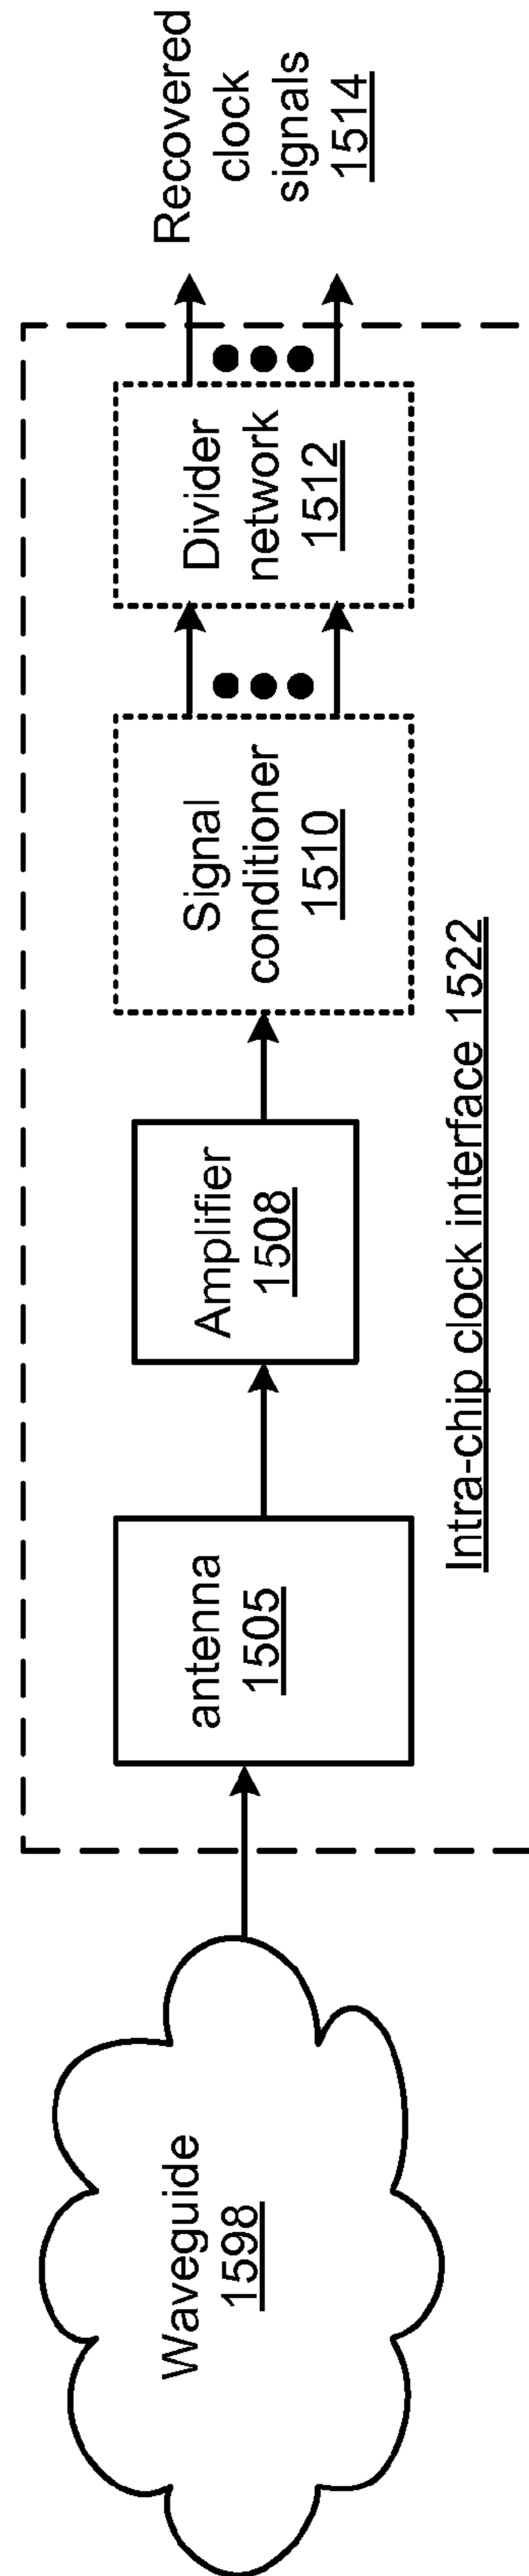 Waveguide
1598
antenna
1505
Amplifier
1508
Signal
conditioner
1510
Divider
network
1512
Recovered
clock
signals
1514
Intra-chip clock interface 1522